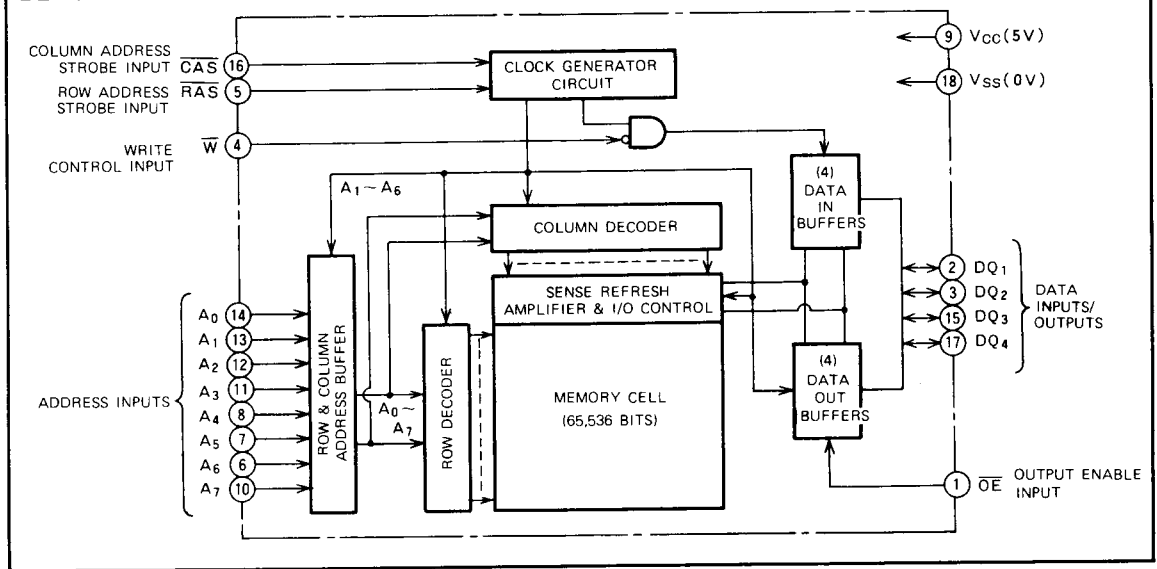 COLUMN ADDRESS
STROBE INPUT C̅A̅S̅ 16
ROW ADDRESS R̅A̅S̅ 5
STROBE INPUT
WRITE W̅ 4
CONTROL INPUT
CLOCK GENERATOR
CIRCUIT
9 VCC(5V)
18 VSS(0V)
A1~A6
COLUMN DECODER
(4)
DATA
IN
BUFFERS
SENSE REFRESH
AMPLIFIER & I/O CONTROL
ADDRESS INPUTS
A0 14
A1 13
A2 12
A3 11
A4 8
A5 7
A6 6
A7 10
ROW & COLUMN
ADDRESS BUFFER
A0~
A7
ROW DECODER
MEMORY CELL
(65,536 BITS)
2 DQ1
3 DQ2
15 DQ3
17 DQ4
DATA
INPUTS/
OUTPUTS
(4)
DATA
OUT
BUFFERS
1 O̅E̅ OUTPUT ENABLE
INPUT